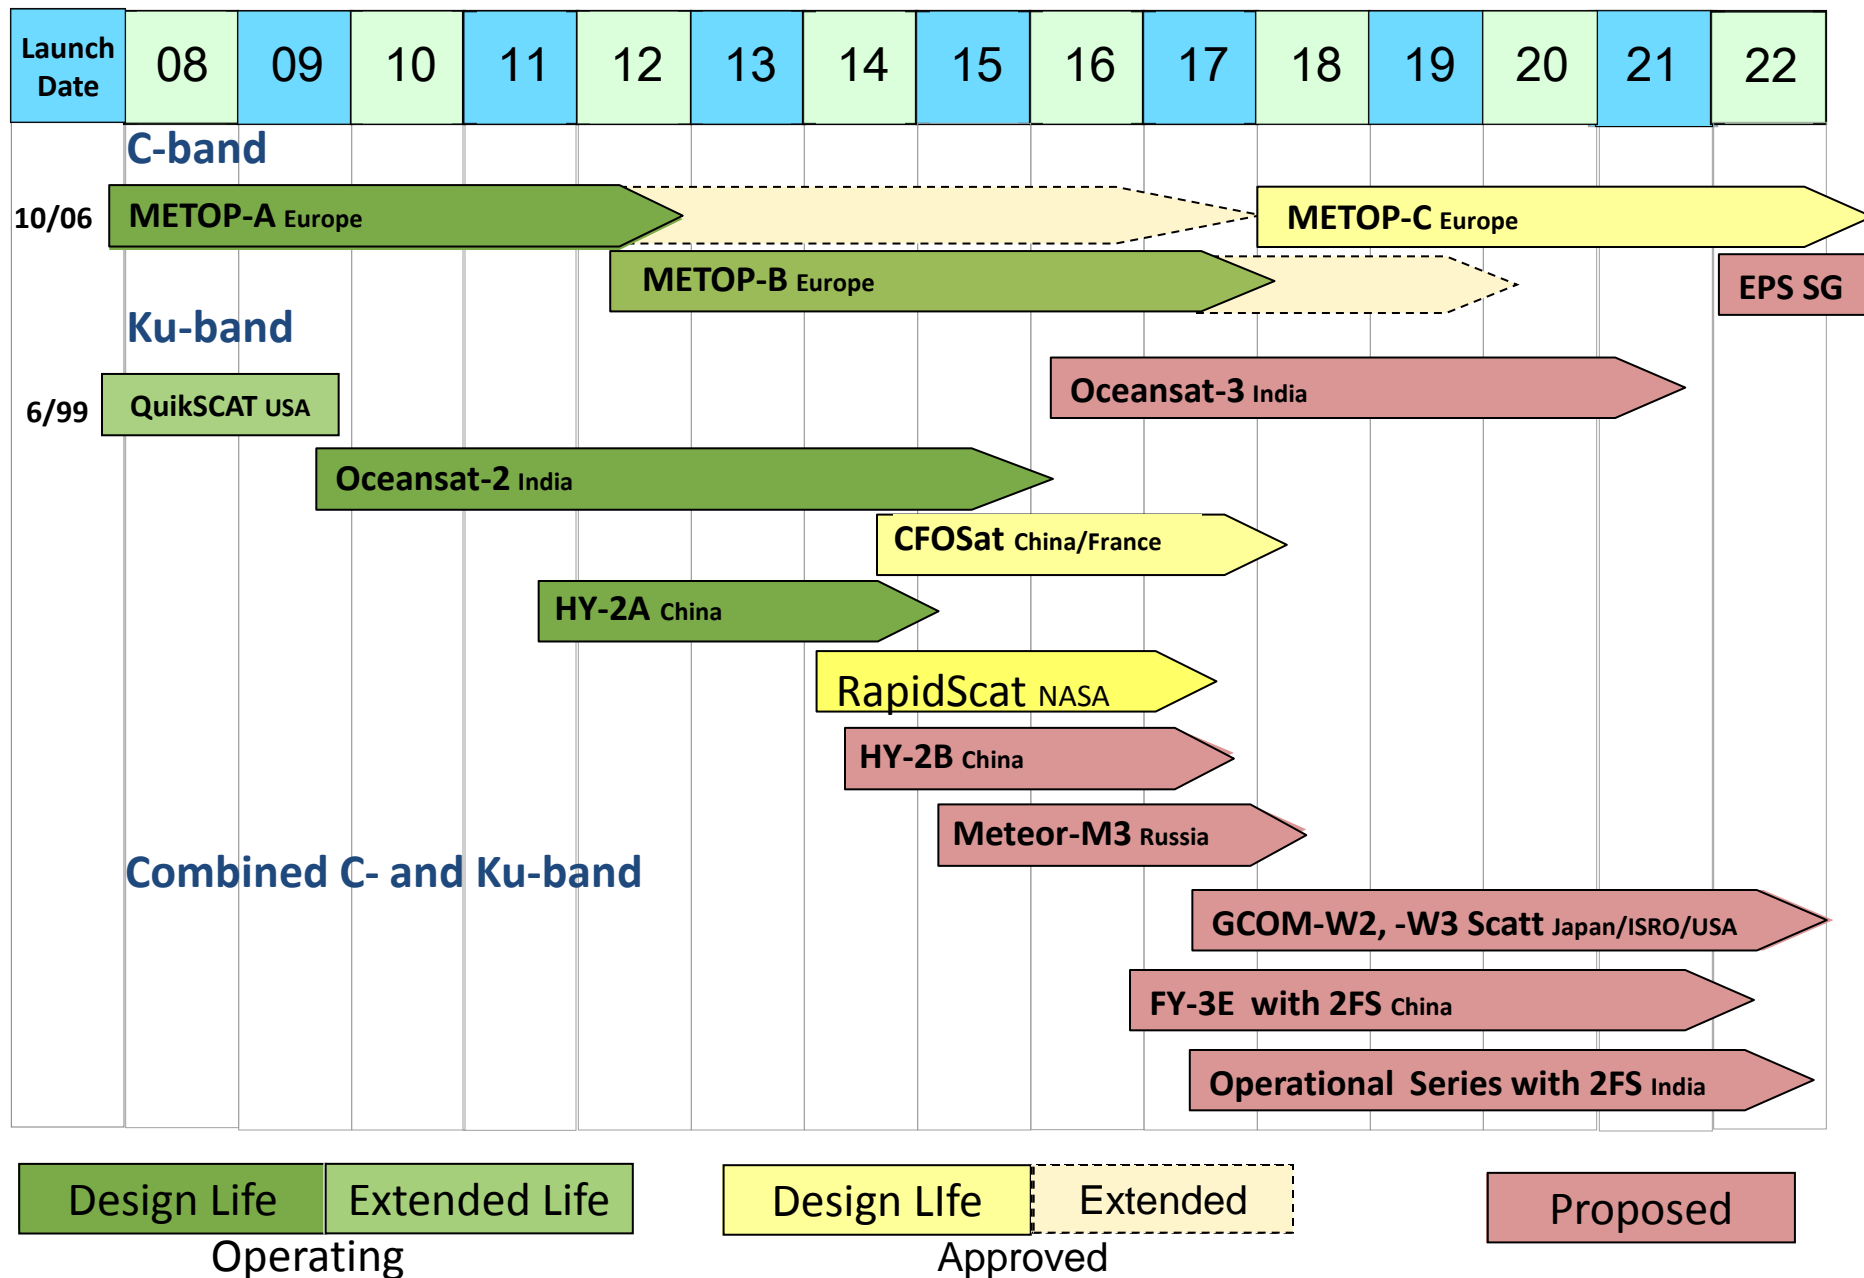 Launch Date 08 09 10 11 12 13 14 15 16 17 18 19 20 21 22
C-band
10/06 METOP-A Europe METOP-C Europe
METOP-B Europe EPS SG
Ku-band
6/99 QuikSCAT USA Oceansat-3 India
Oceansat-2 India
CFOSat China/France
HY-2A China
RapidScat NASA
HY-2B China
Meteor-M3 Russia
Combined C- and Ku-band
GCOM-W2, -W3 Scatt Japan/ISRO/USA
FY-3E with 2FS China
Operational Series with 2FS India
Design Life Extended Life Design LIfe Extended Proposed
Operating Approved